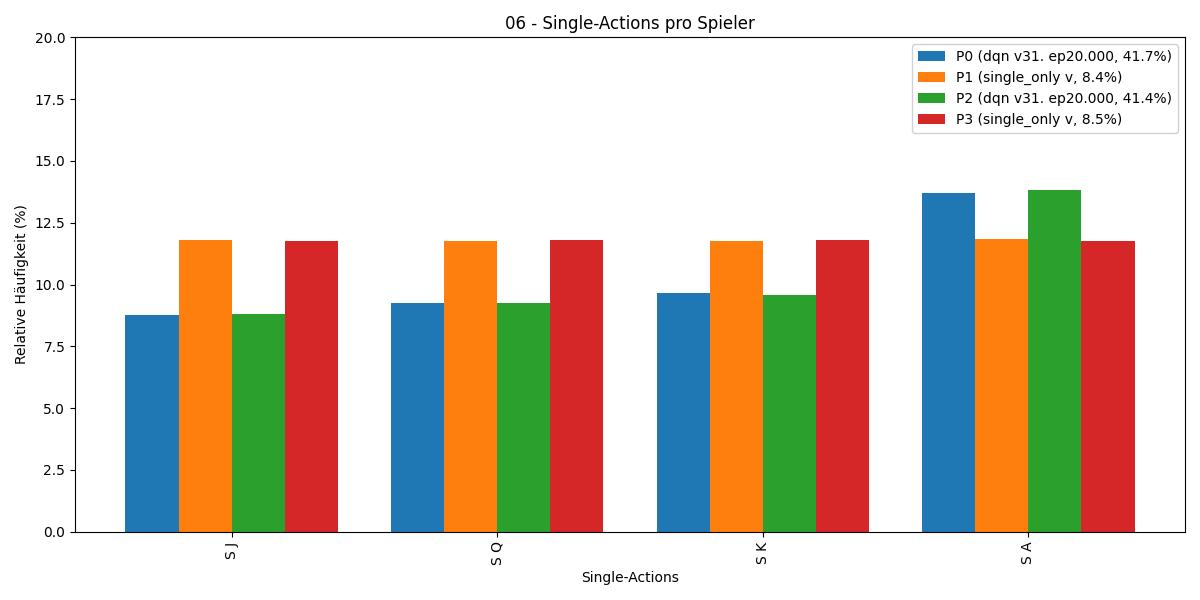 06 - Single-Actions pro Spieler
20.0
17.5
15.0
12.5
10.0
7.5
5.0
2.5
0.0
Relative Häufigkeit (%)
P0 (dqn v31. ep20.000, 41.7%)
P1 (single_only v, 8.4%)
P2 (dqn v31. ep20.000, 41.4%)
P3 (single_only v, 8.5%)
S J
S Q
S K
S A
Single-Actions